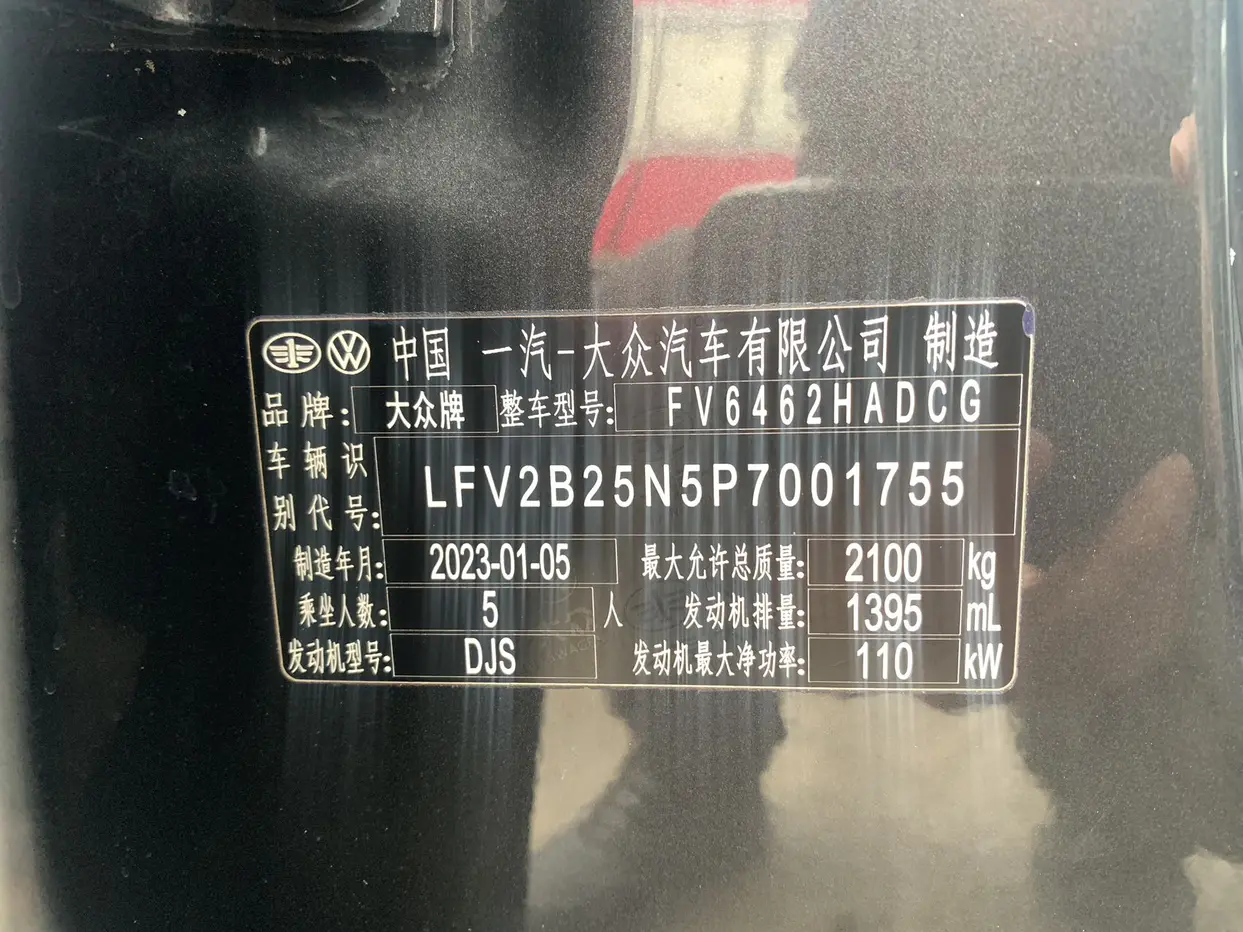 中国 一汽-大众汽车有限公司 制造
品牌: 大众牌 整车型号: FV6462HADCG
车辆识别代号: LFV2B25N5P7001755
制造年月: 2023-01-05 最大允许总质量: 2100 kg
乘坐人数: 5 人 发动机排量: 1395 mL
发动机型号: DJS 发动机最大净功率: 110 kW